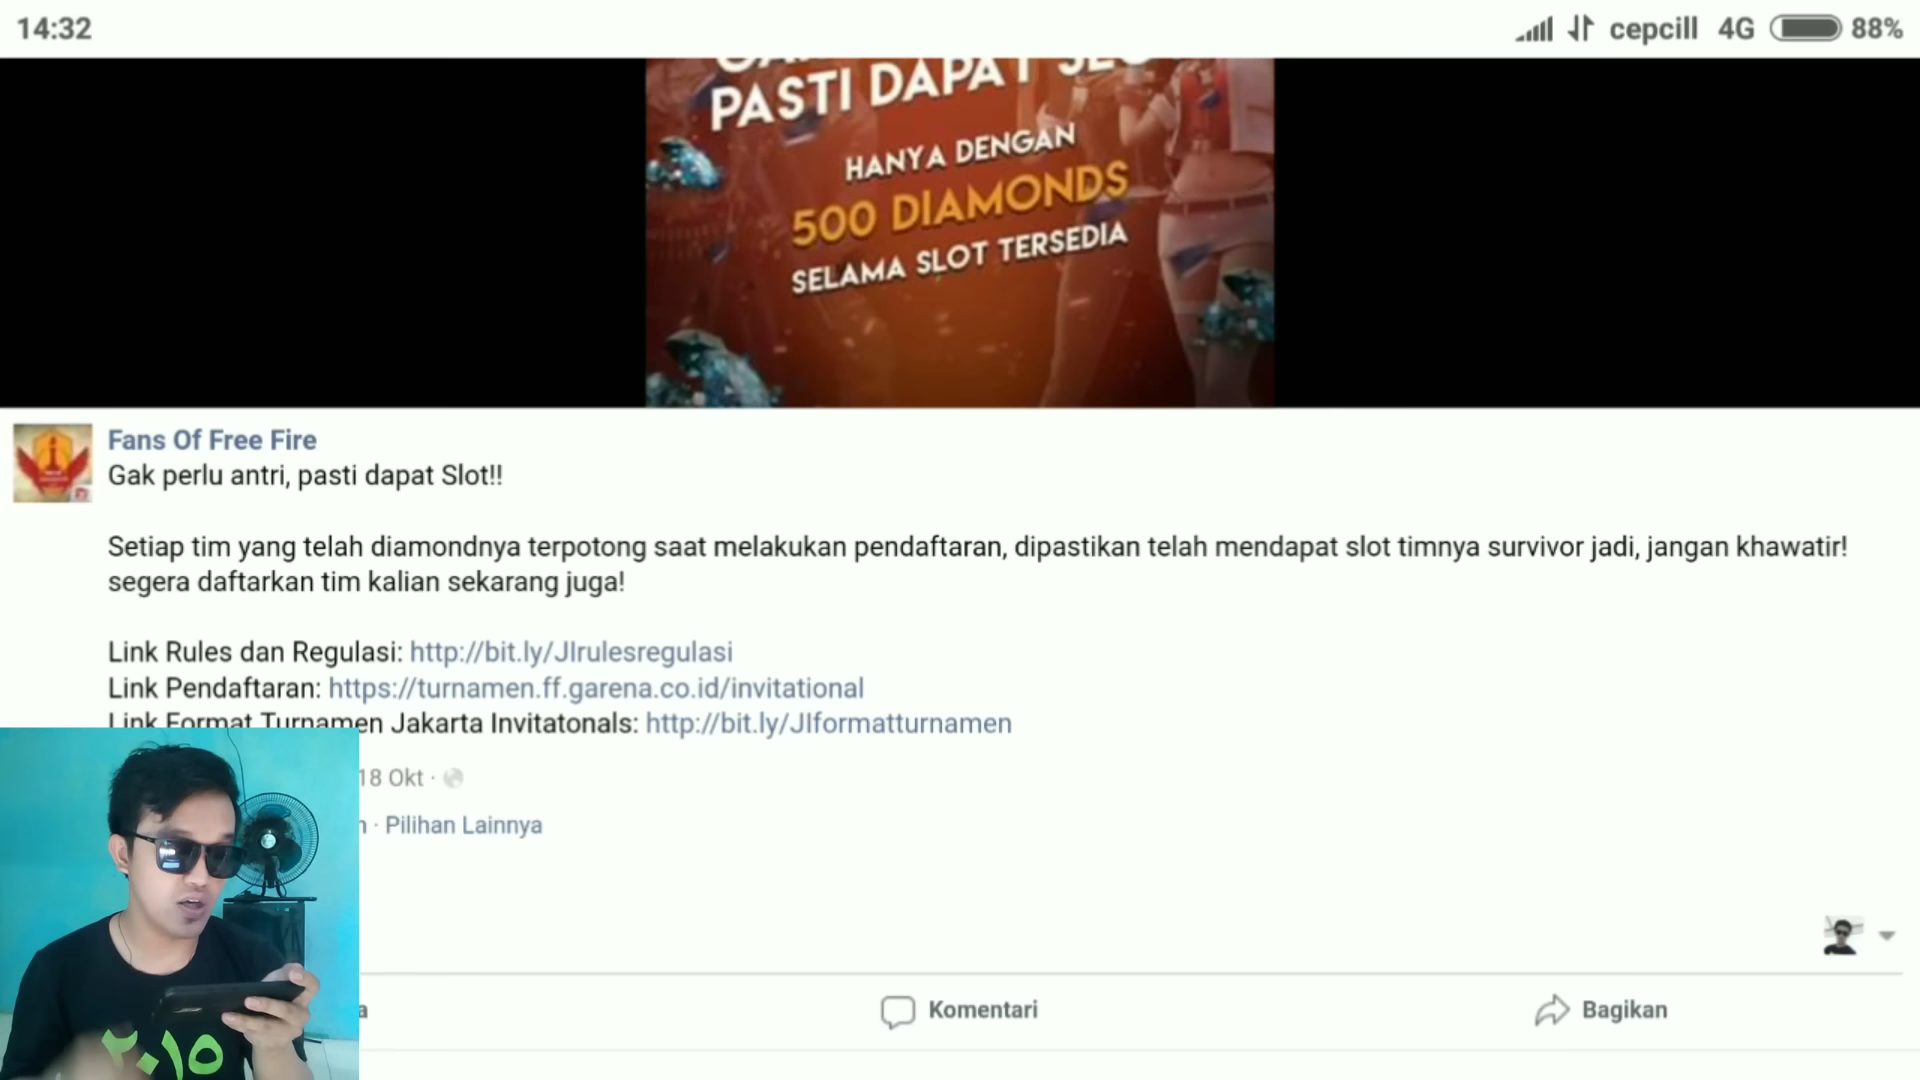 14:32
cepcill 4G 88%
PASTI DAPAT
HANYA DENGAN
500 DIAMONDS
SELAMA SLOT TERSEDIA
Fans Of Free Fire
Gak perlu antri, pasti dapat Slot!!
Setiap tim yang telah diamondnya terpotong saat melakukan pendaftaran, dipastikan telah mendapat slot timnya survivor jadi, jangan khawatir!
segera daftarkan tim kalian sekarang juga!
Link Rules dan Regulasi: http://bit.ly/JIrulesregulasi
Link Pendaftaran: https://turnamen.ff.garena.co.id/invitational
Link Format Turnamen Jakarta Invitatonals: http://bit.ly/JIformatturnamen
18 Okt ·
· Pilihan Lainnya
Komentari
Bagikan
٢٠١٥